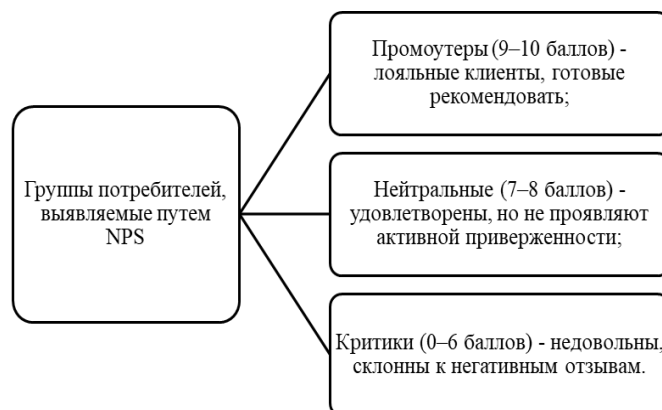 Промоутеры (9–10 баллов) -
лояльные клиенты, готовые
рекомендовать;
Группы потребителей,
выявляемые путем
NPS
Нейтральные (7–8 баллов) -
удовлетворены, но не проявляют
активной приверженности;
Критики (0–6 баллов) - недовольны,
склонны к негативным отзывам.